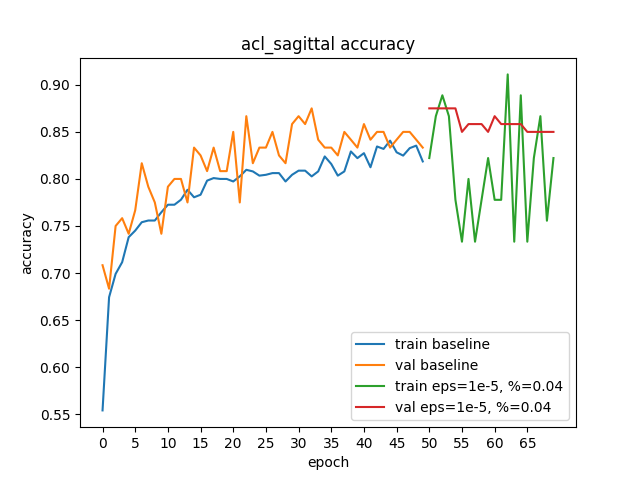 acl_sagittal accuracy
accuracy
0.90
0.85
0.80
0.75
0.70
0.65
0.60
0.55
train baseline
val baseline
train eps=1e-5, %=0.04
val eps=1e-5, %=0.04
0 5 10 15 20 25 30 35 40 45 50 55 60 65
epoch